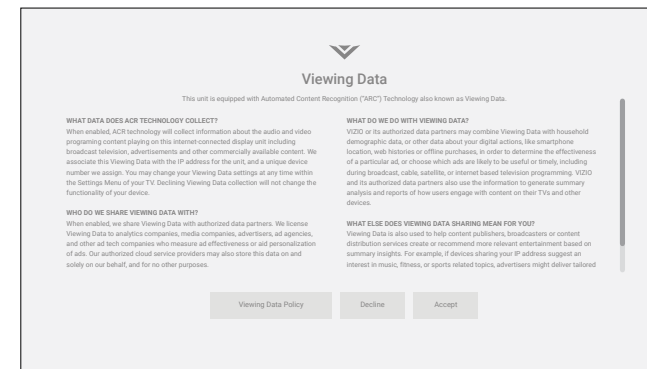 Viewing Data
This unit is equipped with Automated Content Recognition ("ARC") Technology also known as Viewing Data.
WHAT DATA DOES ACR TECHNOLOGY COLLECT?
When enabled, ACR technology will collect information about the audio and video
programing content playing on this internet-connected display unit including
broadcast television, advertisements and other commercially available content. We
associate this Viewing Data with the IP address for the unit, and a unique device
number we assign. You may change your Viewing Data settings at any time within
the Settings Menu of your TV. Declining Viewing Data collection will not change the
functionality of your device.
WHO DO WE SHARE VIEWING DATA WITH?
When enabled, we share Viewing Data with authorized data partners. We license
Viewing Data to analytics companies, media companies, advertisers, ad agencies,
and other ad tech companies who measure ad effectiveness or aid personalization
of ads. Our authorized cloud service providers may also store this data on and
solely on our behalf, and for no other purposes.
WHAT DO WE DO WITH VIEWING DATA?
VIZIO or its authorized data partners may combine Viewing Data with household
demographic data, or other data about your digital actions, like smartphone
location, web histories or offline purchases, in order to determine the effectiveness
of a particular ad, or choose which ads are likely to be useful or timely, including
during broadcast, cable, satellite, or internet based television programming. VIZIO
and its authorized data partners also use the information to generate summary
analysis and reports of how users engage with content on their TVs and other
devices.
WHAT ELSE DOES VIEWING DATA SHARING MEAN FOR YOU?
Viewing Data is also used to help content publishers, broadcasters or content
distribution services create or recommend more relevant entertainment based on
summary insights. For example, if devices sharing your IP address suggest an
interest in music, fitness, or sports related topics, advertisers might deliver tailored
Viewing Data Policy
Decline
Accept